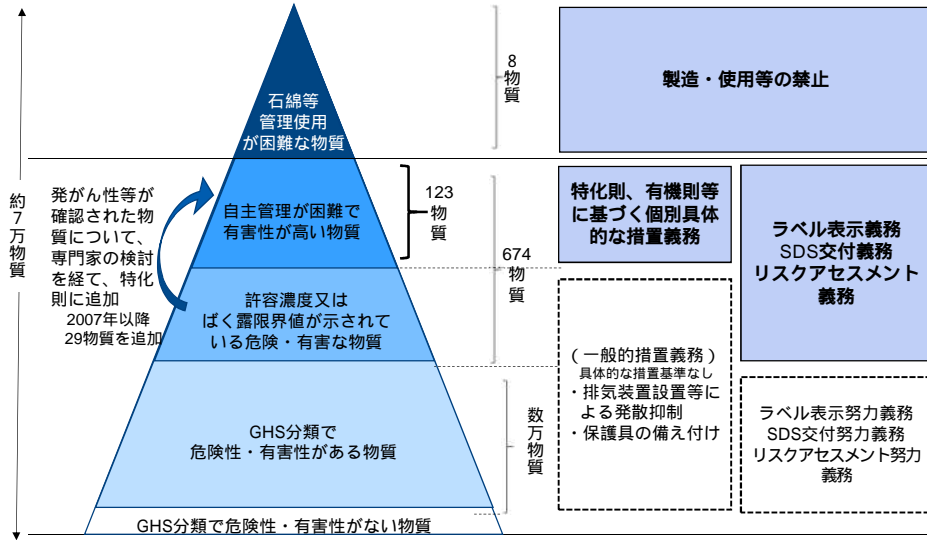 約７万物質
石綿等
管理使用
が困難な物質
8物質
製造・使用等の禁止
発がん性等が
確認された物
質について、
専門家の検討
を経て、特化
則に追加
2007年以降
29物質を追加
自主管理が困難で
有害性が高い物質
123物質
674物質
特化則、有機則等
に基づく個別具体
的な措置義務
ラベル表示義務
SDS交付義務
リスクアセスメント
義務
許容濃度又は
ばく露限界値が示されて
いる危険・有害な物質
（一般的措置義務）
具体的な措置基準なし
・排気装置設置等に
よる発散抑制
・保護具の備え付け
GHS分類で
危険性・有害性がある物質
数万物質
ラベル表示努力義務
SDS交付努力義務
リスクアセスメント努力
義務
GHS分類で危険性・有害性がない物質